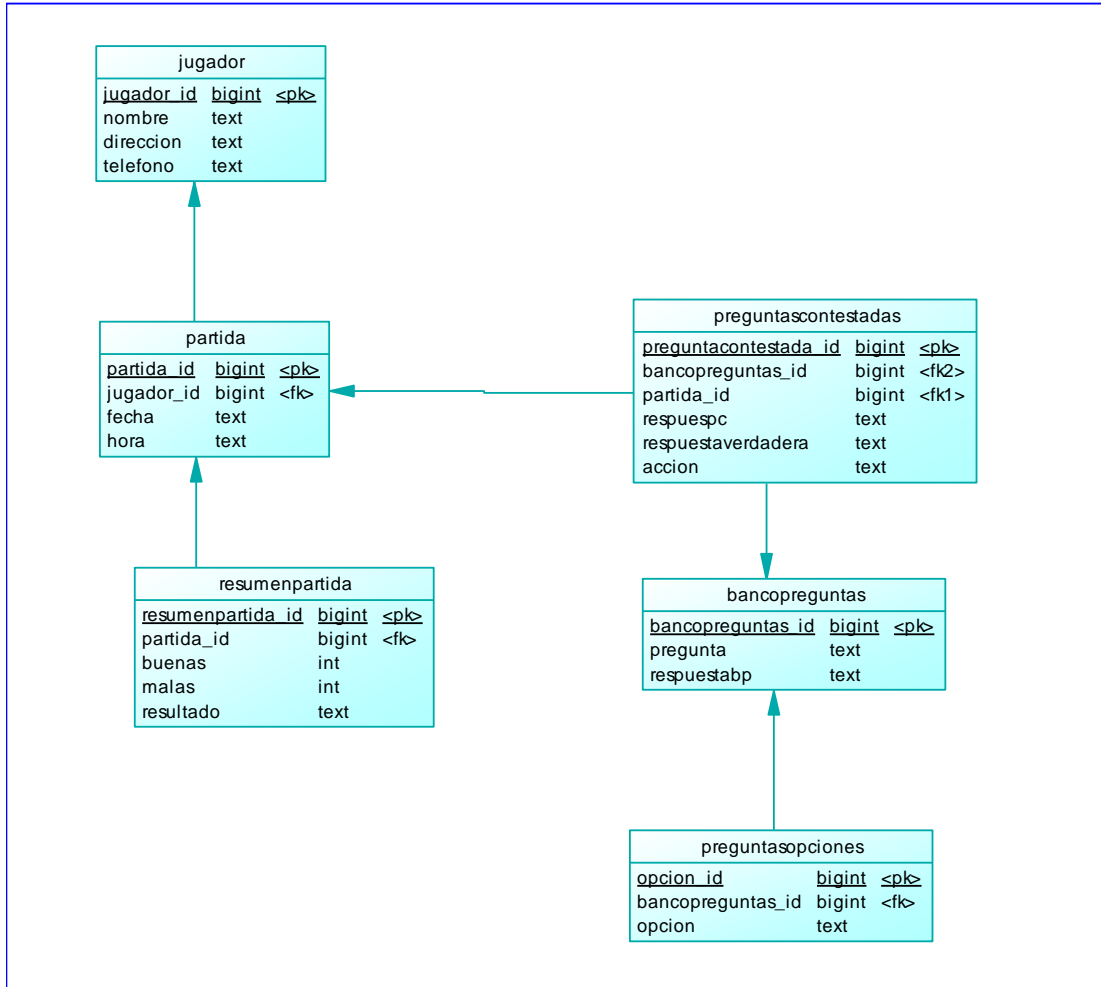 jugador
jugador_id bigint <pk>
nombre text
direccion text
telefono text
partida
partida_id bigint <pk>
jugador_id bigint <fk>
fecha text
hora text
preguntascontestadas
preguntacontestada_id bigint <pk>
bancopreguntas_id bigint <fk2>
partida_id bigint <fk1>
respuespc text
respuestaverdadera text
accion text
resumenpartida
resumenpartida_id bigint <pk>
partida_id bigint <fk>
buenas int
malas int
resultado text
bancopreguntas
bancopreguntas_id bigint <pk>
pregunta text
respuestabp text
preguntasopciones
opcion_id bigint <pk>
bancopreguntas_id bigint <fk>
opcion text